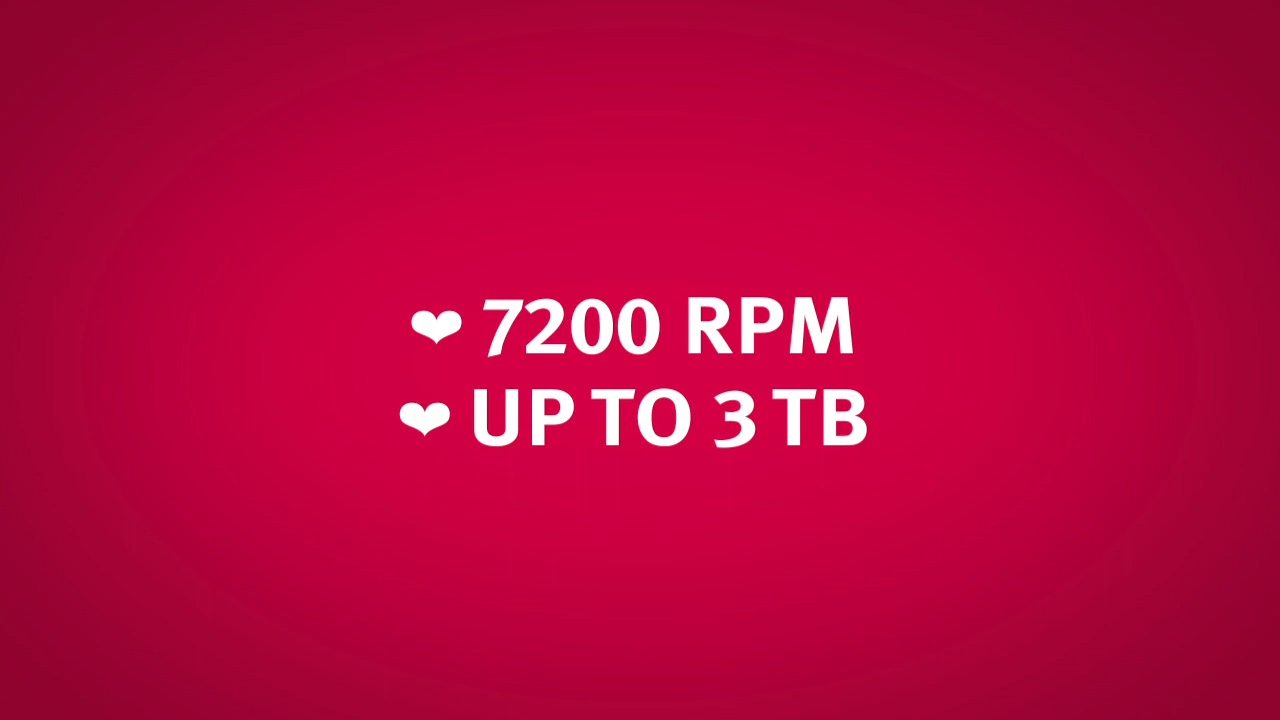 ❤ 7200 RPM
❤ UP TO 3 TB